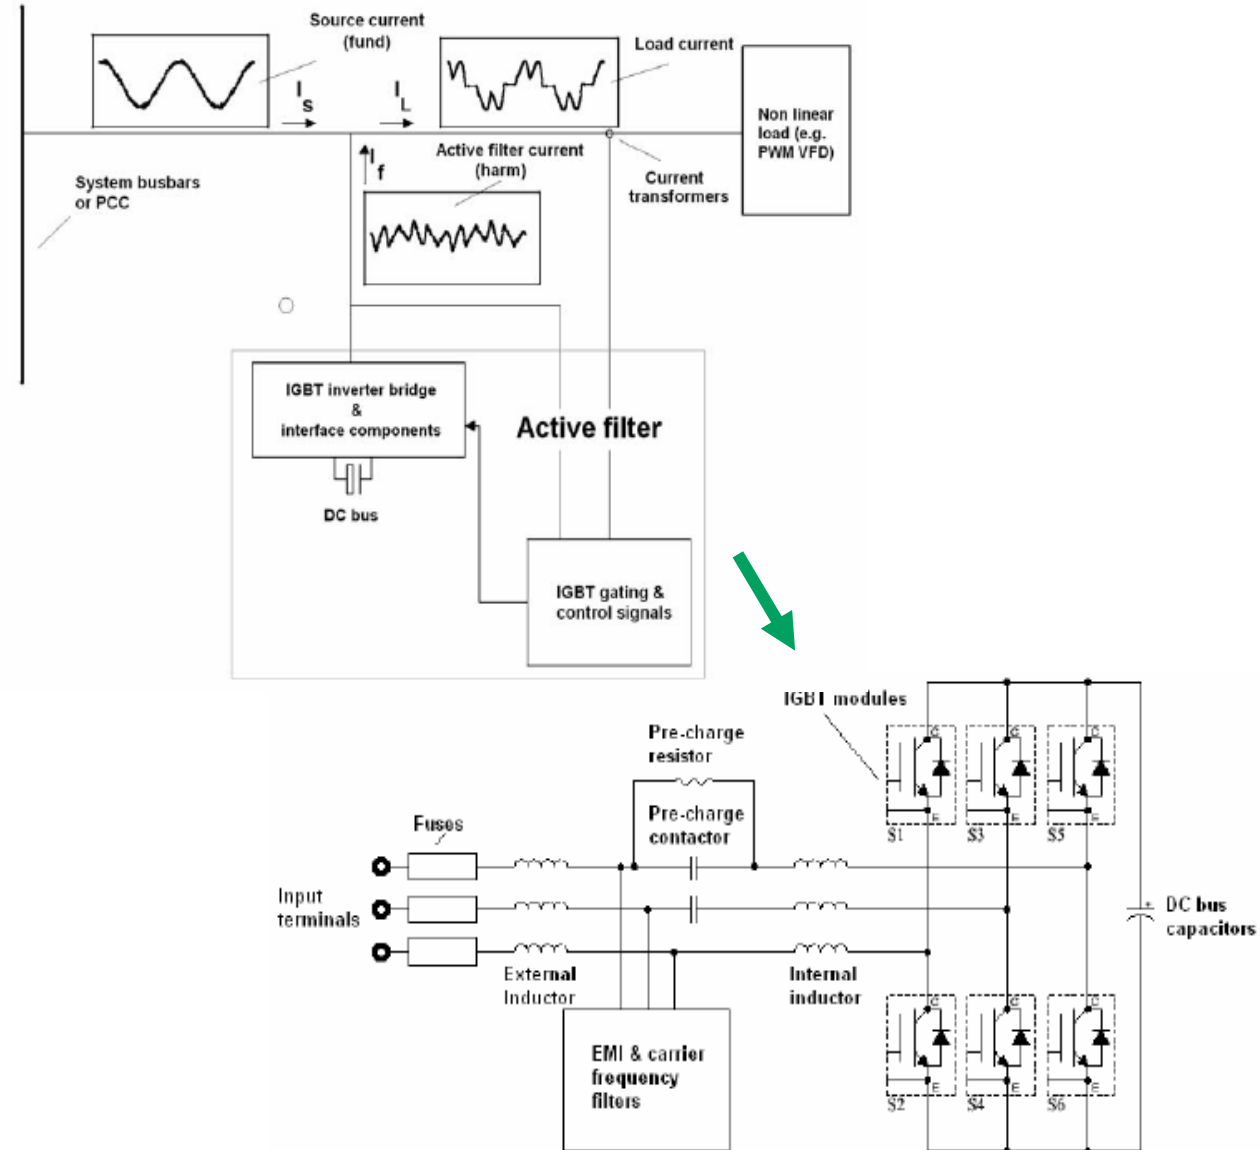 Source current
(fund)
Load current
I
S
I
L
Non linear
load (e.g.
PWM VFD)
I
f
Active filter current
(harm)
Current
transformers
System busbars
or PCC
IGBT inverter bridge
&
interface components
Active filter
DC bus
IGBT gating &
control signals
IGBT modules
Pre-charge
resistor
Pre-charge
contactor
Fuses
C
C
C
E
E
E
S1
S3
S5
Input
terminals
+
DC bus
capacitors
External
Inductor
Internal
inductor
EMI & carrier
frequency
filters
C
C
C
E
E
E
S2
S4
S6